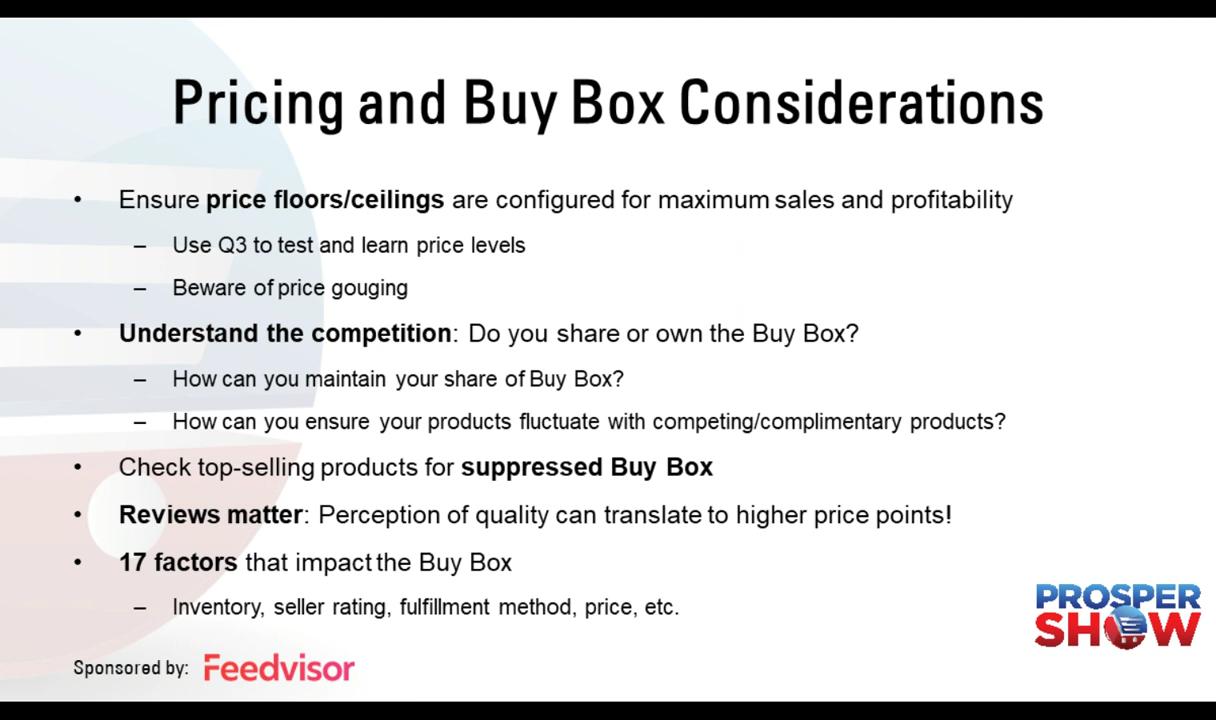 Pricing and Buy Box Considerations
• Ensure price floors/ceilings are configured for maximum sales and profitability
– Use Q3 to test and learn price levels
– Beware of price gouging
• Understand the competition: Do you share or own the Buy Box?
– How can you maintain your share of Buy Box?
– How can you ensure your products fluctuate with competing/complimentary products?
• Check top-selling products for suppressed Buy Box
• Reviews matter: Perception of quality can translate to higher price points!
• 17 factors that impact the Buy Box
– Inventory, seller rating, fulfillment method, price, etc.
PROSPER
SHOW
Sponsored by: Feedvisor